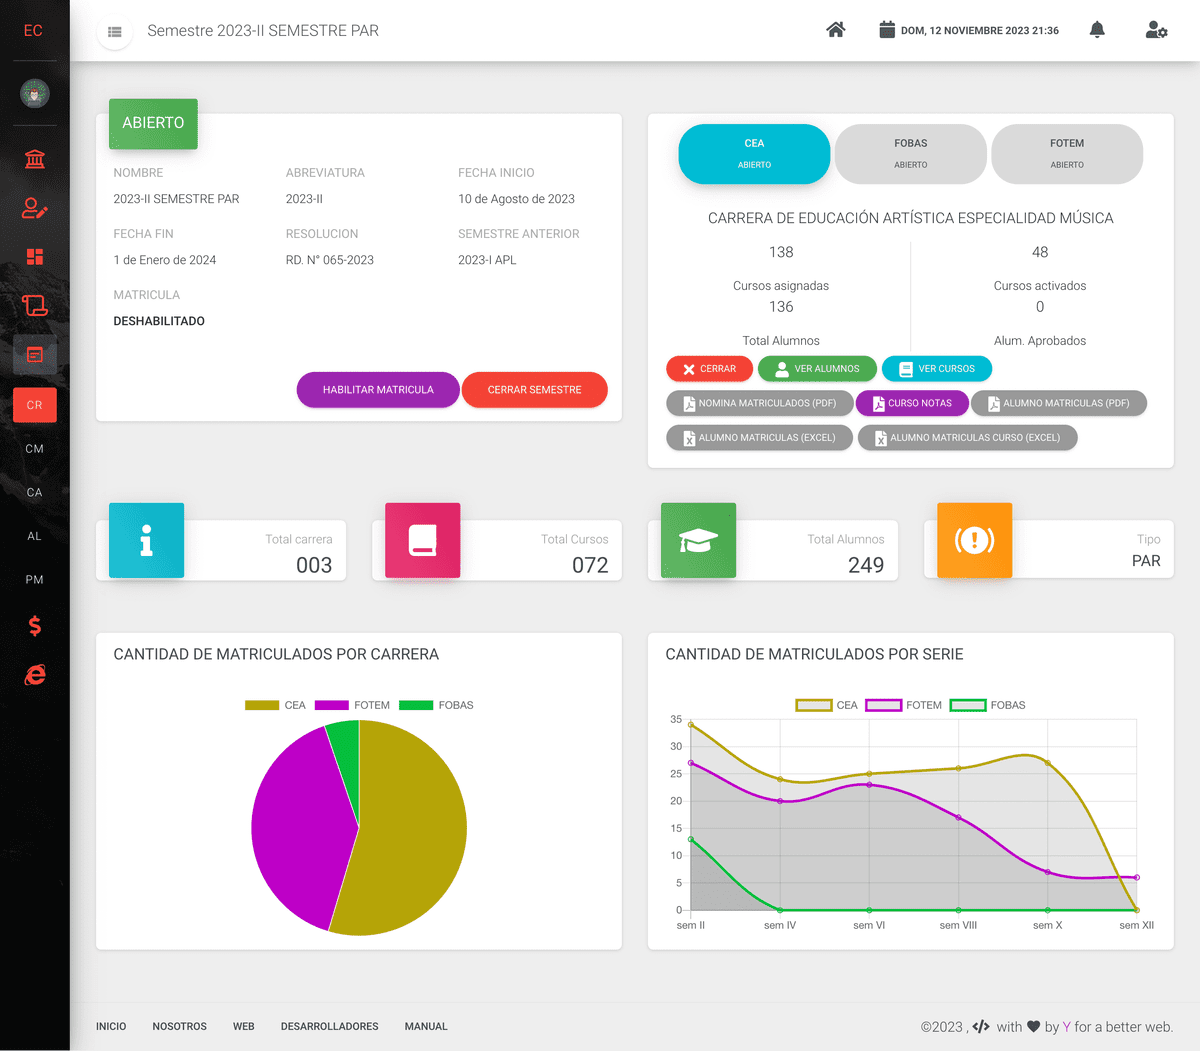 EC
Semestre 2023-II SEMESTRE PAR
DOM, 12 NOVIEMBRE 2023 21:36
CR
CM
CA
AL
PM
ABIERTO
NOMBRE
2023-II SEMESTRE PAR
ABREVIATURA
2023-II
FECHA INICIO
10 de Agosto de 2023
FECHA FIN
1 de Enero de 2024
RESOLUCION
RD. N° 065-2023
SEMESTRE ANTERIOR
2023-I APL
MATRICULA
DESHABILITADO
HABILITAR MATRICULA
CERRAR SEMESTRE
CEA
ABIERTO
FOBAS
ABIERTO
FOTEM
ABIERTO
CARRERA DE EDUCACIÓN ARTÍSTICA ESPECIALIDAD MÚSICA
138
Cursos asignadas
48
Cursos activados
136
Total Alumnos
0
Alum. Aprobados
CERRAR
VER ALUMNOS
VER CURSOS
NOMINA MATRICULADOS (PDF)
CURSO NOTAS
ALUMNO MATRICULAS (PDF)
ALUMNO MATRICULAS (EXCEL)
ALUMNO MATRICULAS CURSO (EXCEL)
Total carrera
003
Total Cursos
072
Total Alumnos
249
Tipo
PAR
CANTIDAD DE MATRICULADOS POR CARRERA
CEA FOTEM FOBAS
CANTIDAD DE MATRICULADOS POR SERIE
CEA FOTEM FOBAS
35
30
25
20
15
10
5
0
sem II sem IV sem VI sem VIII sem X sem XII
INICIO NOSOTROS WEB DESARROLLADORES MANUAL
©2023 , </> with by Y for a better web.